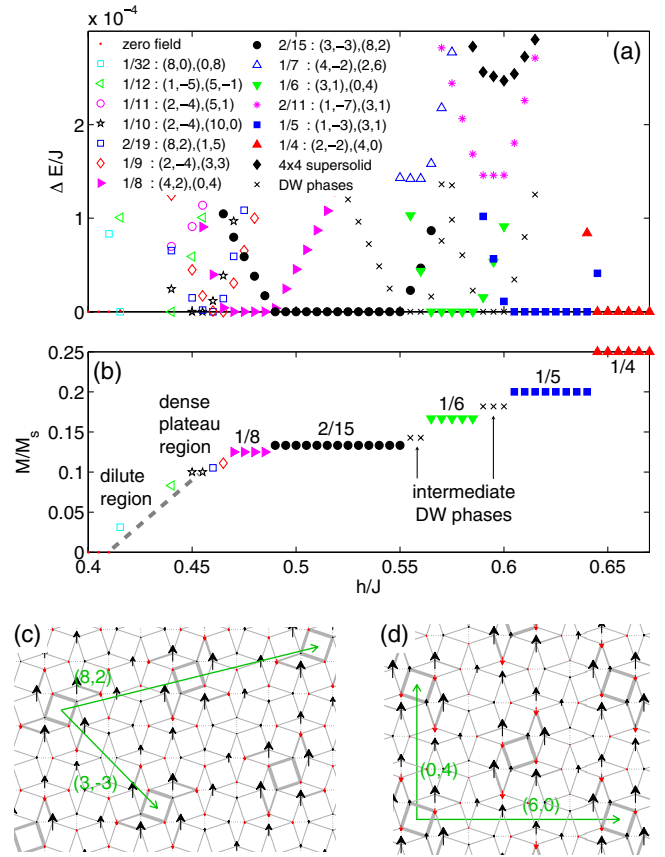 × 10⁻⁴
(a)
zero field
1/32 : (8,0),(0,8)
1/12 : (1,−5),(5,−1)
1/11 : (2,−4),(5,1)
1/10 : (2,−4),(10,0)
2/19 : (8,2),(1,5)
1/9 : (2,−4),(3,3)
1/8 : (4,2),(0,4)
2/15 : (3,−3),(8,2)
1/7 : (4,−2),(2,6)
1/6 : (3,1),(0,4)
2/11 : (1,−7),(3,1)
1/5 : (1,−3),(3,1)
1/4 : (2,−2),(4,0)
4x4 supersolid
DW phases
Δ E/J
2
1
0
(b)
M/Mₛ
0.25
0.2
0.15
0.1
0.05
0
dilute
region
dense
plateau
region
1/8
2/15
1/6
1/5
1/4
intermediate
DW phases
0.4
0.45
0.5
0.55
0.6
0.65
h/J
(c)
(8,2)
(3,−3)
(d)
(0,4)
(6,0)